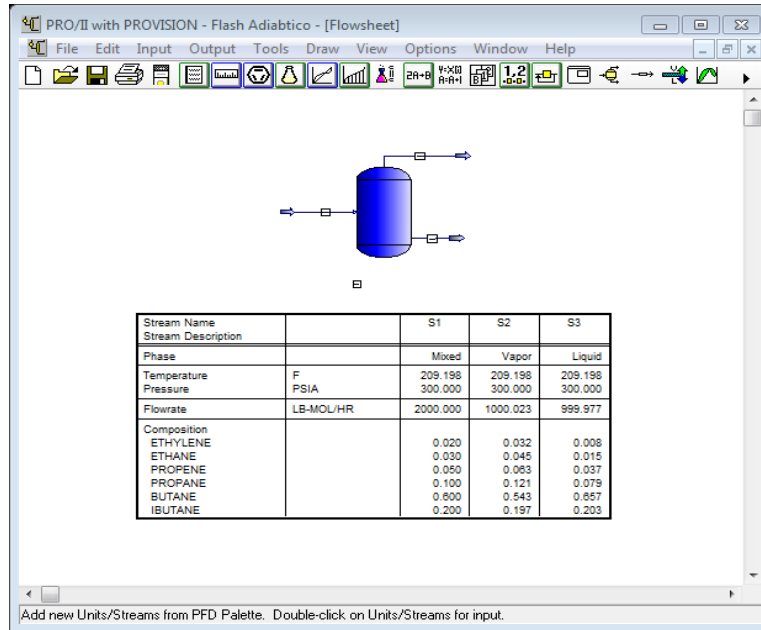 PRO/II with PROVISION - Flash Adiabtico - [Flowsheet]
File Edit Input Output Tools Draw View Options Window Help
Stream Name S1 S2 S3
Stream Description
Phase Mixed Vapor Liquid
Temperature F 209.198 209.198 209.198
Pressure PSIA 300.000 300.000 300.000
Flowrate LB-MOL/HR 2000.000 1000.023 999.977
Composition
ETHYLENE 0.020 0.032 0.008
ETHANE 0.030 0.045 0.015
PROPENE 0.050 0.063 0.037
PROPANE 0.100 0.121 0.079
BUTANE 0.600 0.543 0.657
IBUTANE 0.200 0.197 0.203
Add new Units/Streams from PFD Palette. Double-click on Units/Streams for input.